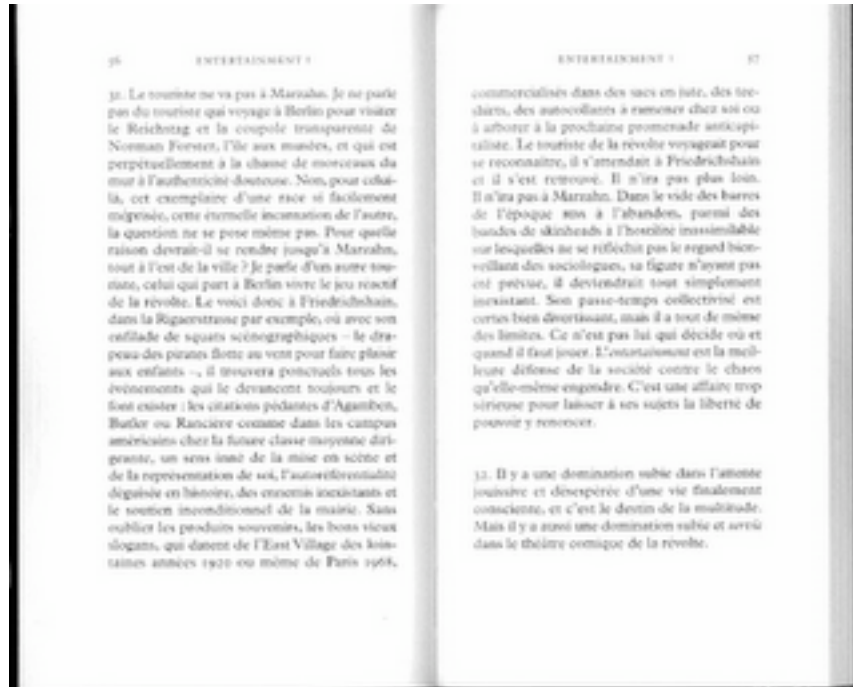 56 ENTERTAINMENT !
31. Le touriste ne va pas à Marzahn. Je ne parle
pas du touriste qui voyage à Berlin pour visiter
le Reichstag et la coupole transparente de
Norman Forster, l'île aux musées, et qui est
perpétuellement à la chasse de morceaux du
mur à l'authenticité douteuse. Non, pour celui-
là, cet exemplaire d'une race si facilement
méprisée, cette éternelle incarnation de l'autre,
la question ne se pose même pas. Pour quelle
raison devrait-il se rendre jusqu'à Marzahn,
tout à l'est de la ville ? Je parle d'un autre tou-
riste, celui qui part à Berlin vivre le jeu réactif
de la révolte. Le voici donc à Friedrichshain,
dans la Rigaerstrasse par exemple, où avec son
enfilade de squats scénographiques – le dra-
peau des pirates flotte au vent pour faire plaisir
aux enfants –, il trouvera ponctuels tous les
événements qui le devancent toujours et le
font exister : les citations pédantes d'Agamben,
Butler ou Rancière comme dans les campus
américains chez la future classe moyenne diri-
geante, un sens inné de la mise en scène et
de la représentation de soi, l'autoréférentialité
déguisée en histoire, des ennemis inexistants et
le soutien inconditionnel de la mairie. Sans
oublier les produits souvenirs, les bons vieux
slogans, qui datent de l'East Village des loin-
taines années 1920 ou même de Paris 1968,
ENTERTAINMENT ! 57
commercialisés dans des sacs en jute, des tee-
shirts, des autocollants à ramener chez soi ou
à arborer à la prochaine promenade anticapi-
taliste. Le touriste de la révolte voyageait pour
se reconnaître, il s'attendait à Friedrichshain
et il s'est retrouvé. Il n'ira pas plus loin.
Il n'ira pas à Marzahn. Dans le vide des barres
de l'époque à l'abandon, parmi des
bandes de skinheads à l'hostilité inassimilable
sur lesquelles ne se réfléchit pas le regard bien-
veillant des sociologues, sa figure n'ayant pas
été prévue, il deviendrait tout simplement
inexistant. Son passe-temps collectivisé est
certes bien divertissant, mais il a tout de même
des limites. Ce n'est pas lui qui décide où et
quand il faut jouer. L'entertainment est la meil-
leure défense de la société contre le chaos
qu'elle-même engendre. C'est une affaire trop
sérieuse pour laisser à ses sujets la liberté de
pouvoir y renoncer.
32. Il y a une domination subie dans l'attente
jouissive et désespérée d'une vie finalement
consciente, et c'est le destin de la multitude.
Mais il y a aussi une domination subie et servie
dans le théâtre comique de la révolte.